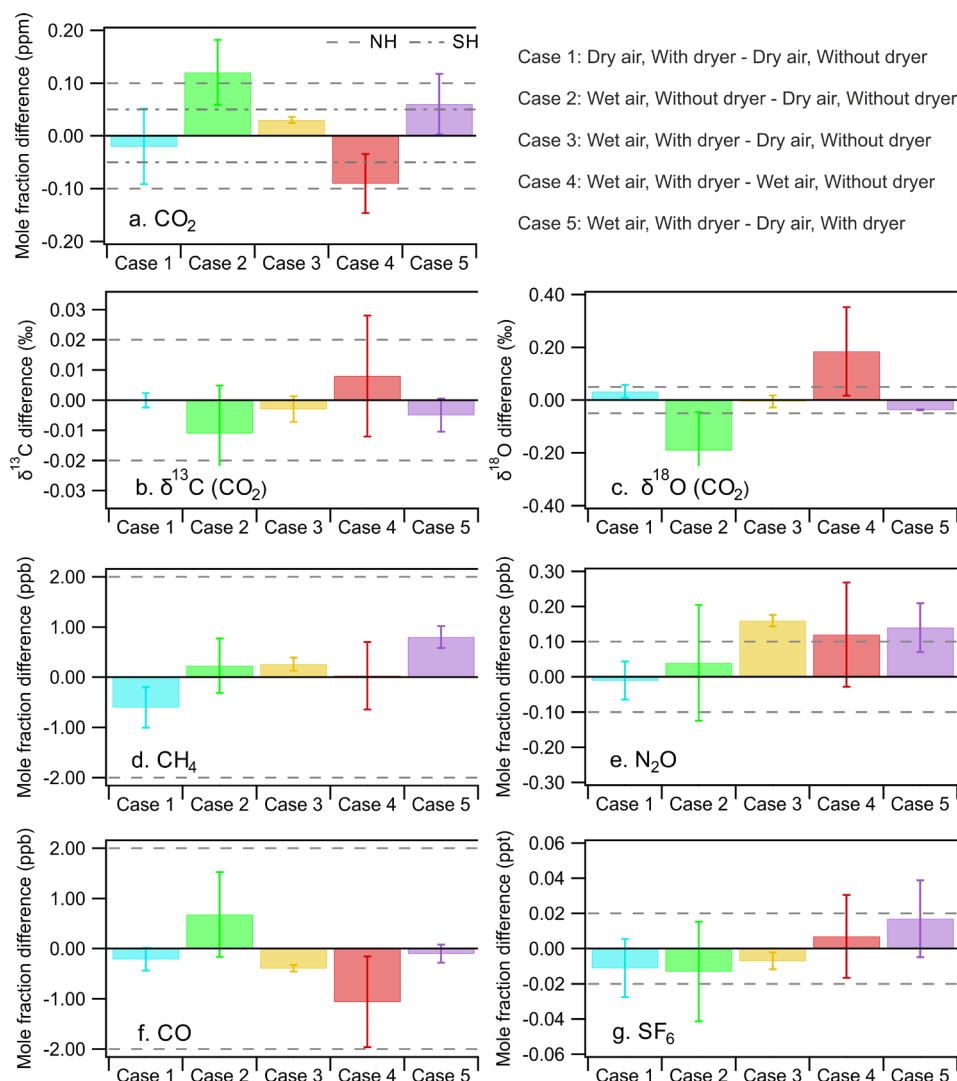 Mole fraction difference (ppm)
0.20
0.10
0.00
-0.10
-0.20
NH
SH
a. CO₂
Case 1 Case 2 Case 3 Case 4 Case 5
Case 1: Dry air, With dryer - Dry air, Without dryer
Case 2: Wet air, Without dryer - Dry air, Without dryer
Case 3: Wet air, With dryer - Dry air, Without dryer
Case 4: Wet air, With dryer - Wet air, Without dryer
Case 5: Wet air, With dryer - Dry air, With dryer
δ¹³C difference (‰)
0.03
0.02
0.01
0.00
-0.01
-0.02
-0.03
b. δ¹³C (CO₂)
Case 1 Case 2 Case 3 Case 4 Case 5
δ¹⁸O difference (‰)
0.40
0.20
0.00
-0.20
-0.40
c. δ¹⁸O (CO₂)
Case 1 Case 2 Case 3 Case 4 Case 5
Mole fraction difference (ppb)
2.00
1.00
0.00
-1.00
-2.00
d. CH₄
Case 1 Case 2 Case 3 Case 4 Case 5
Mole fraction difference (ppb)
0.30
0.20
0.10
0.00
-0.10
-0.20
-0.30
e. N₂O
Case 1 Case 2 Case 3 Case 4 Case 5
Mole fraction difference (ppb)
2.00
1.00
0.00
-1.00
-2.00
f. CO
Case 1 Case 2 Case 3 Case 4 Case 5
Mole fraction difference (ppt)
0.06
0.04
0.02
0.00
-0.02
-0.04
-0.06
g. SF₆
Case 1 Case 2 Case 3 Case 4 Case 5